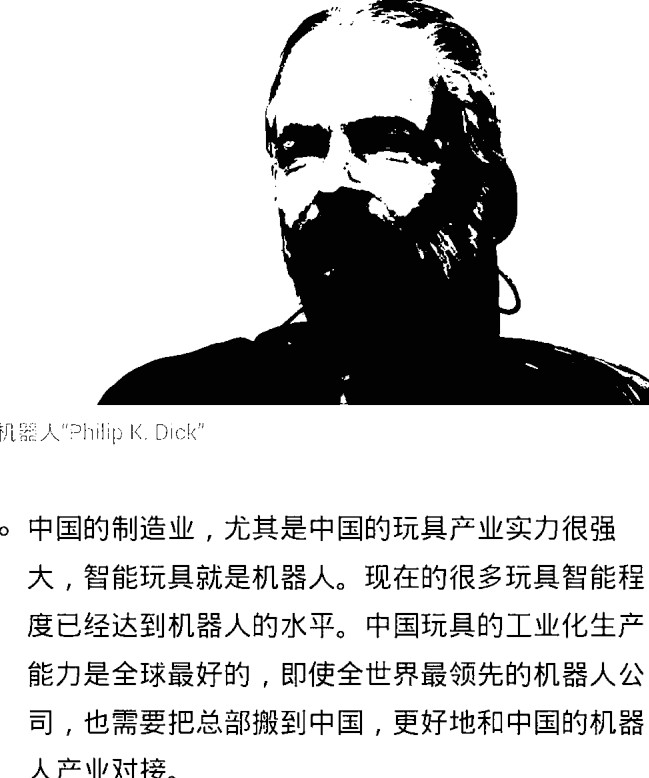 机器人“Philip K. Dick”
中国的制造业，尤其是中国的玩具产业实力很强
大，智能玩具就是机器人。现在的很多玩具智能程
度已经达到机器人的水平。中国玩具的工业化生产
能力是全球最好的，即使全世界最领先的机器人公
司，也需要把总部搬到中国，更好地和中国的机器
人产业对接。